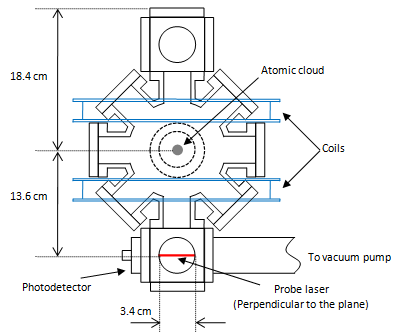 18.4 cm
Atomic cloud
Coils
13.6 cm
To vacuum pump
Photodetector
Probe laser
(Perpendicular to the plane)
3.4 cm